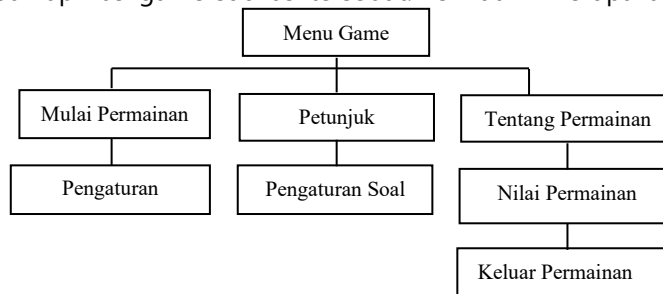 Menu Game
Mulai Permainan
Petunjuk
Tentang Permainan
Pengaturan
Pengaturan Soal
Nilai Permainan
Keluar Permainan